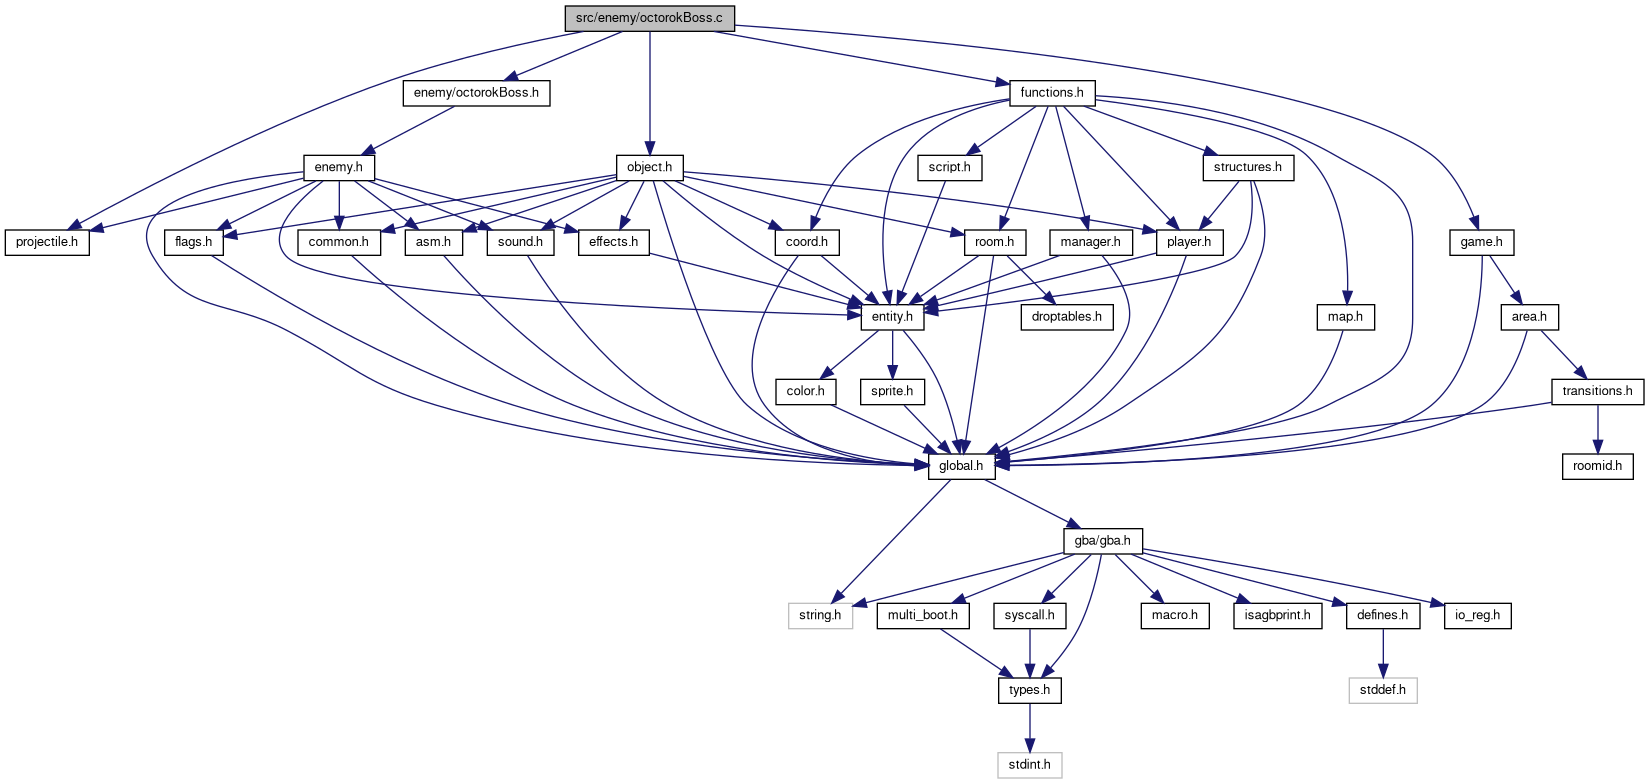 src/enemy/octorokBoss.c
enemy/octorokBoss.h
functions.h
enemy.h
object.h
script.h
structures.h
projectile.h
flags.h
common.h
asm.h
sound.h
effects.h
coord.h
room.h
manager.h
player.h
game.h
entity.h
droptables.h
map.h
area.h
color.h
sprite.h
transitions.h
global.h
roomid.h
gba/gba.h
string.h
multi_boot.h
syscall.h
macro.h
isagbprint.h
defines.h
io_reg.h
types.h
stddef.h
stdint.h